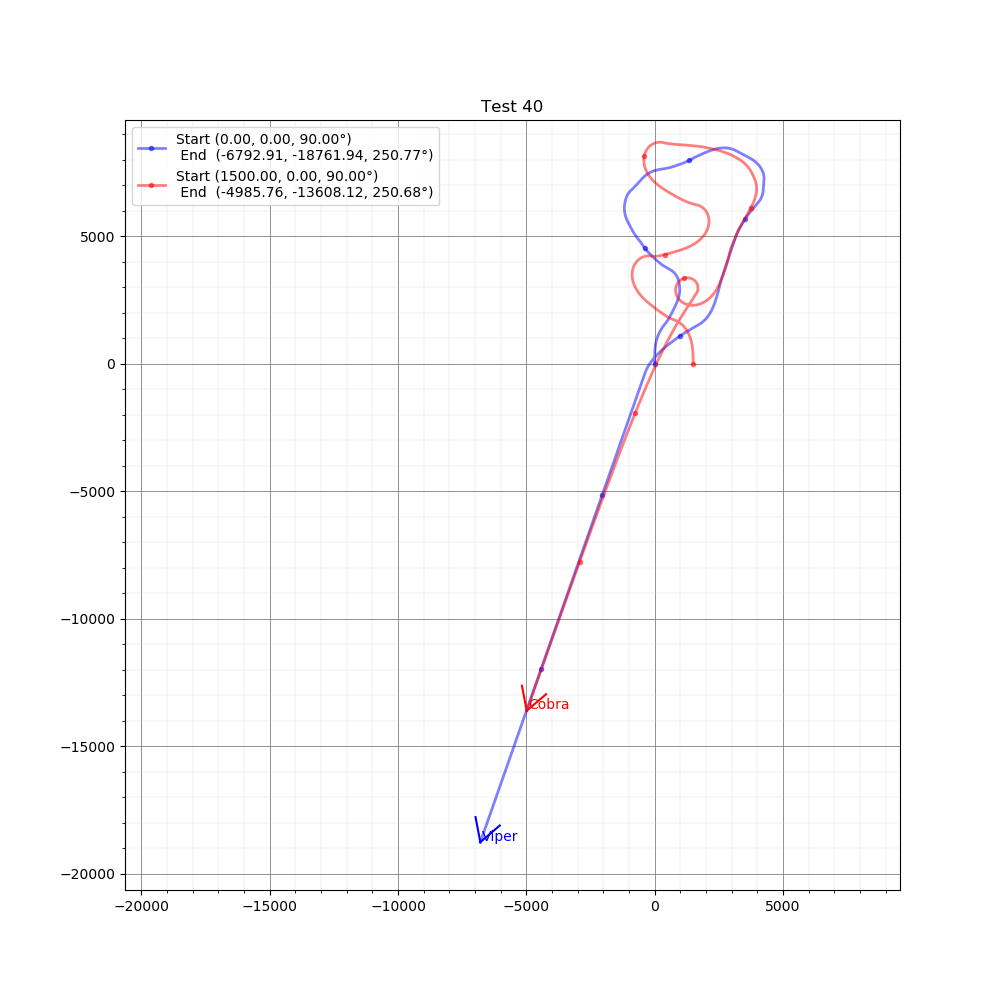 Test 40
Start (0.00, 0.00, 90.00°)
End  (-6792.91, -18761.94, 250.77°)
Start (1500.00, 0.00, 90.00°)
End  (-4985.76, -13608.12, 250.68°)
5000
0
−5000
−10000
−15000
−20000
Cobra
Viper
−20000
−15000
−10000
−5000
0
5000